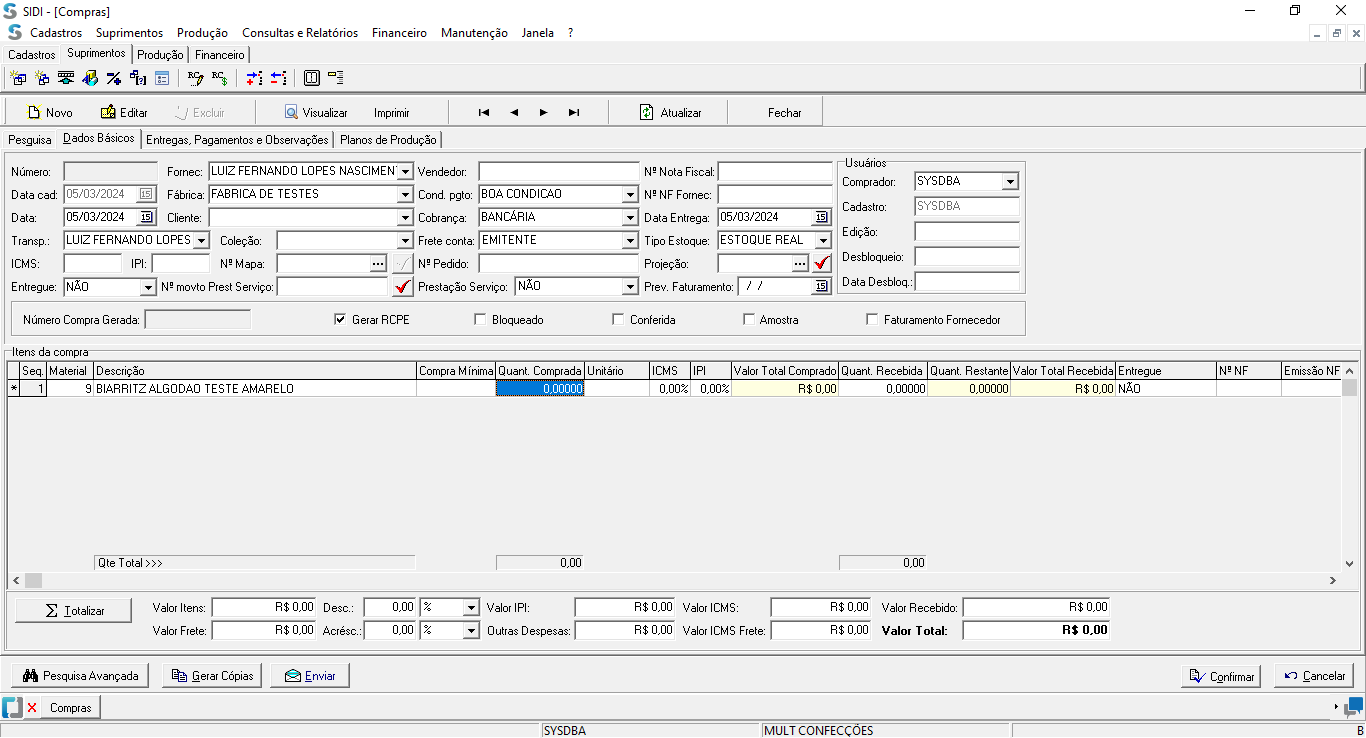 SIDI - [Compras]
Cadastros Suprimentos Produção Consultas e Relatórios Financeiro Manutenção Janela ?
Cadastros Suprimentos Produção Financeiro
Novo Editar Excluir Visualizar Imprimir Atualizar Fechar
Pesquisa Dados Básicos Entregas, Pagamentos e Observações Planos de Produção
Número: Fornec: LUIZ FERNANDO LOPES NASCIMEN Vendedor: Nº Nota Fiscal:
Data cad: 05/03/2024 15 Fábrica: FABRICA DE TESTES Cond. pgto: BOA CONDICAO Nº NF Fornec:
Data: 05/03/2024 15 Cliente: Cobrança: BANCÁRIA Data Entrega: 05/03/2024 15
Transp.: LUIZ FERNANDO LOPES Coleção: Frete conta: EMITENTE Tipo Estoque: ESTOQUE REAL
ICMS: IPI: Nº Mapa: ... Nº Pedido: Projeção: ...
Entregue: NÃO Nº movto Prest Serviço: Prestação Serviço: NÃO Prev. Faturamento: / / 15
Usuários
Comprador: SYSDBA
Cadastro: SYSDBA
Edição:
Desbloqueio:
Data Desbloq.:
Número Compra Gerada: Gerar RCPE Bloqueado Conferida Amostra Faturamento Fornecedor
Itens da compra
Seq. Material Descrição Compra Mínima Quant. Comprada Unitário ICMS IPI Valor Total Comprado Quant. Recebida Quant. Restante Valor Total Recebida Entregue Nº NF Emissão NF
* 1 9 BIARRITZ ALGODAO TESTE AMARELO 0,00000 0,00% 0,00% R$ 0,00 0,00000 0,00000 R$ 0,00 NÃO
Qte Total >>> 0,00 0,00
Totalizar Valor Itens: R$ 0,00 Desc.: 0,00 % Valor IPI: R$ 0,00 Valor ICMS: R$ 0,00 Valor Recebido: R$ 0,00
Valor Frete: R$ 0,00 Acrésc.: 0,00 % Outras Despesas: R$ 0,00 Valor ICMS Frete: R$ 0,00 Valor Total: R$ 0,00
Pesquisa Avançada Gerar Cópias Enviar Confirmar Cancelar
Compras
SYSDBA MULT CONFECÇÕES B